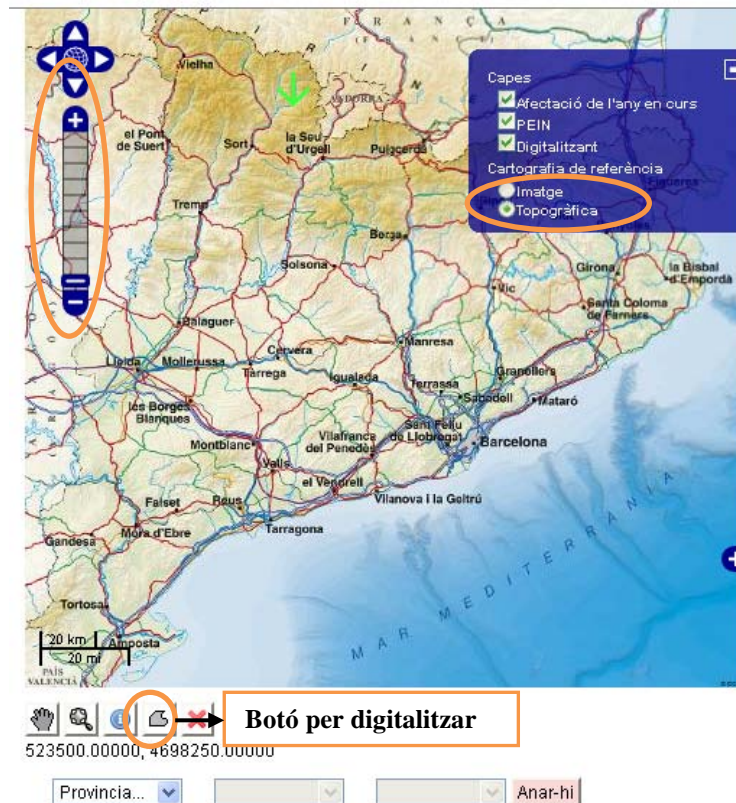 F R A N Ç A
Vielha
ANDORRA
el Pont
de Suert
Sort
la Seu
d'Urgell
Puigcerdà
Capes
Afectació de l'any en curs
PEIN
Digitalitzant
Cartografia de referència
Imatge
Topogràfica
Figueres
Tremp
Berga
Solsona
Vic
Girona
la Bisbal
d'Empordà
Santa Coloma
de Farners
Balaguer
Cervera
Manresa
Lleida
Mollerussa
Tàrrega
Igualada
Terrassa
Granollers
Sabadell
Mataró
les Borges
Blanques
Montblanc
Vilafranca
del Penedès
Sant Feliu
de Llobregat
Barcelona
Valls
el Vendrell
Vilanova i la Geltrú
Falset
Reus
Tarragona
Móra d'Ebre
Gandesa
Tortosa
Amposta
MAR MEDITERRÀNIA
20 km
20 mi
PAÍS
VALENCIÀ
Botó per digitalitzar
523500.00000, 4698250.00000
Provincia...
Anar-hi